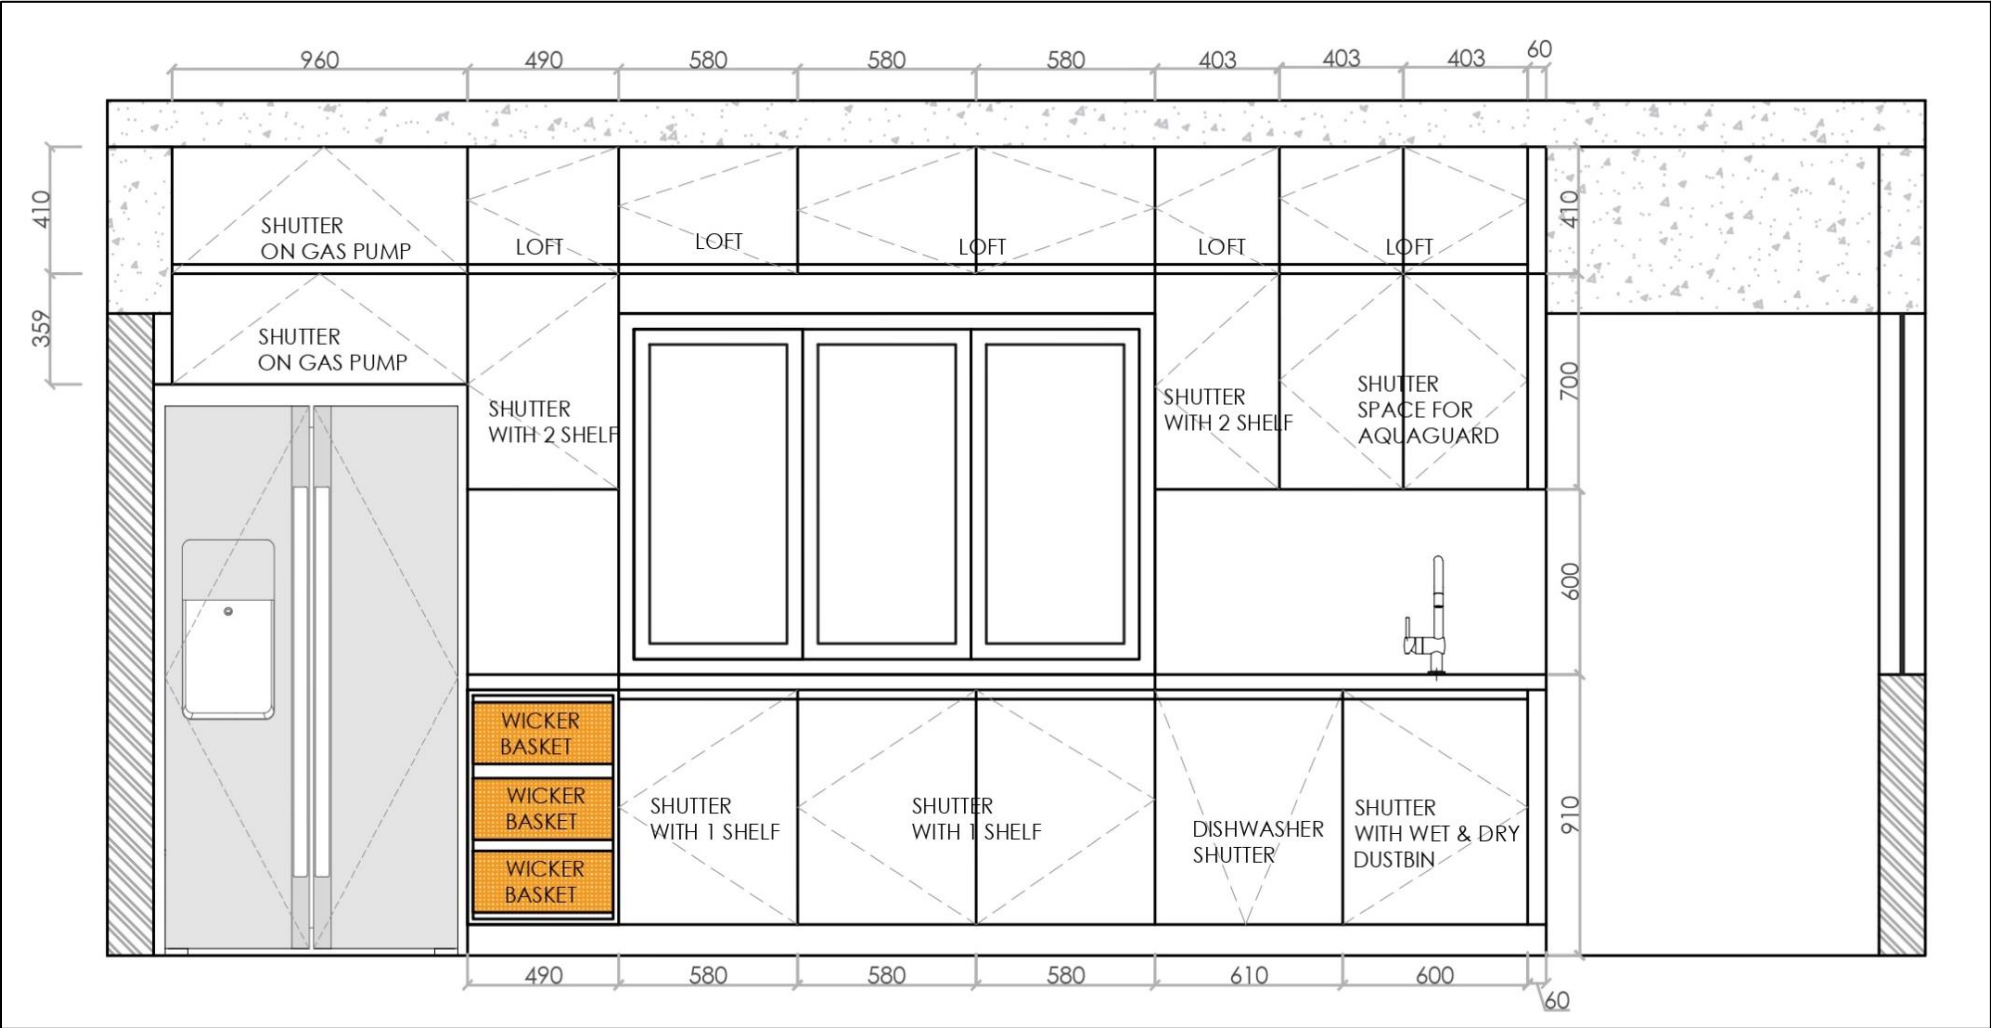 960
490
580
580
580
403
403
403
60
410
359
SHUTTER
ON GAS PUMP
LOFT
LOFT
LOFT
LOFT
LOFT
410
SHUTTER
ON GAS PUMP
SHUTTER
WITH 2 SHELF
SHUTTER
WITH 2 SHELF
SHUTTER
SPACE FOR
AQUAGUARD
700
600
WICKER
BASKET
WICKER
BASKET
WICKER
BASKET
SHUTTER
WITH 1 SHELF
SHUTTER
WITH 1 SHELF
DISHWASHER
SHUTTER
SHUTTER
WITH WET & DRY
DUSTBIN
910
490
580
580
580
610
600
60